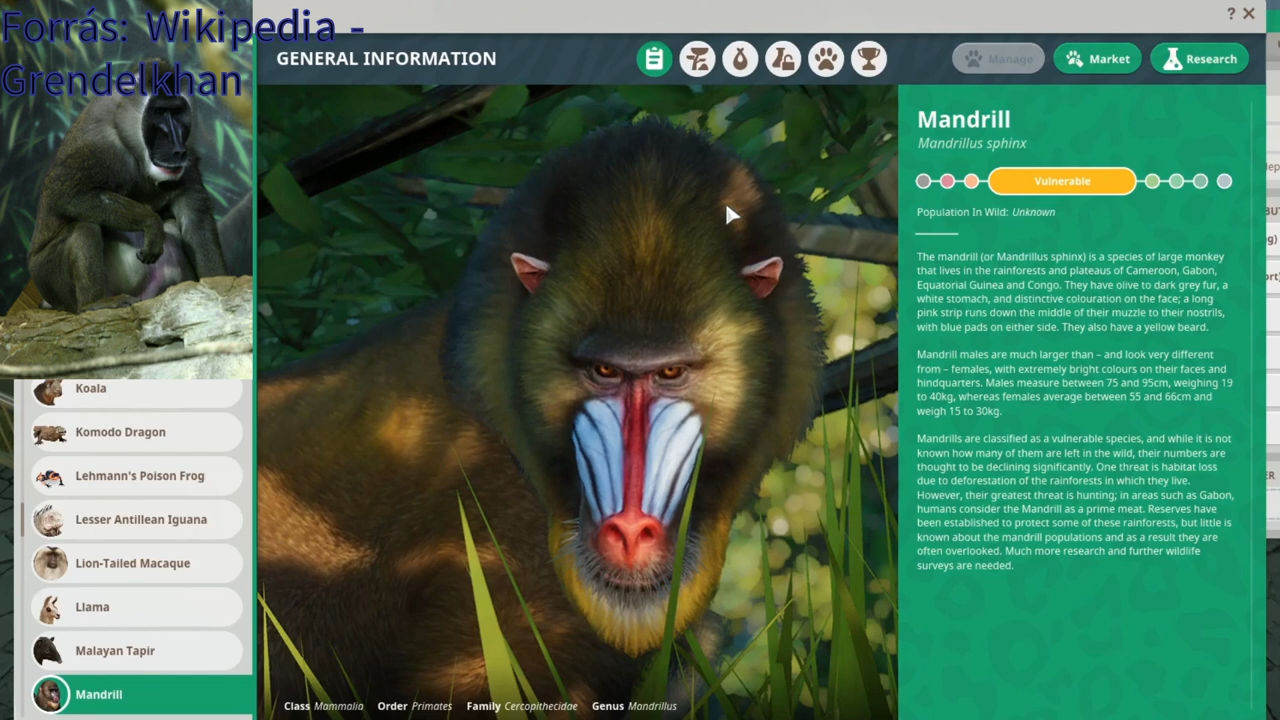 Forrás: Wikipedia -
Grendelkhan
? ×
GENERAL INFORMATION
Manage
Market
Research
Koala
Komodo Dragon
Lehmann's Poison Frog
Lesser Antillean Iguana
Lion-Tailed Macaque
Llama
Malayan Tapir
Mandrill
Class Mammalia Order Primates Family Cercopithecidae Genus Mandrillus
Mandrill
Mandrillus sphinx
Vulnerable
Population In Wild: Unknown
The mandrill (or Mandrillus sphinx) is a species of large monkey
that lives in the rainforests and plateaus of Cameroon, Gabon,
Equatorial Guinea and Congo. They have olive to dark grey fur, a
white stomach, and distinctive colouration on the face; a long
pink strip runs down the middle of their muzzle to their nostrils,
with blue pads on either side. They also have a yellow beard.
Mandrill males are much larger than – and look very different
from – females, with extremely bright colours on their faces and
hindquarters. Males measure between 75 and 95cm, weighing 19
to 40kg, whereas females average between 55 and 66cm and
weigh 15 to 30kg.
Mandrills are classified as a vulnerable species, and while it is not
known how many of them are left in the wild, their numbers are
thought to be declining significantly. One threat is habitat loss
due to deforestation of the rainforests in which they live.
However, their greatest threat is hunting; in areas such as Gabon,
humans consider the Mandrill as a prime meat. Reserves have
been established to protect some of these rainforests, but little is
known about the mandrill populations and as a result they are
often overlooked. Much more research and further wildlife
surveys are needed.